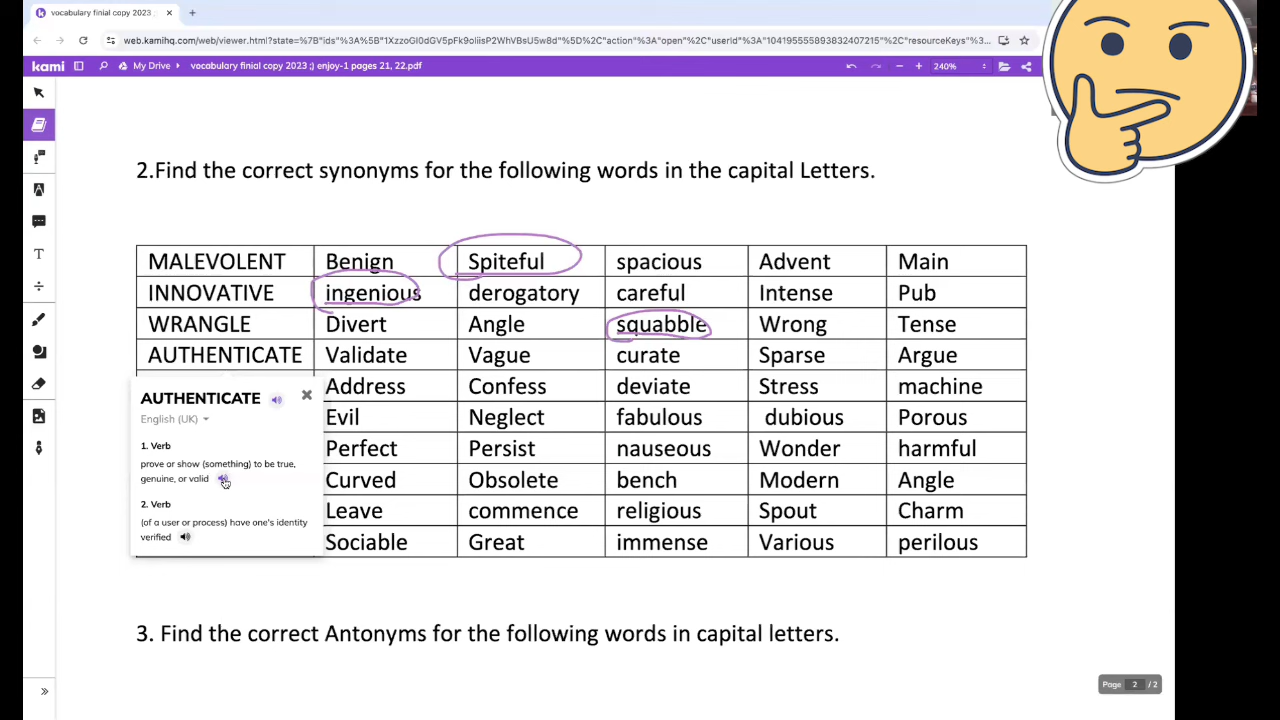 vocabulary finial copy 2023 ;)
web.kamihq.com/web/viewer.html?state=%7B"ids"%3A%5B"1XzzoGI0dGV5pFk9oIiisP2WhVBsU5w8d"%5D%2C"action"%3A"open"%2C"userId"%3A"104195555893832407215"%2C"resourceKeys"%...
kami My Drive vocabulary finial copy 2023 ;) enjoy-1 pages 21, 22.pdf 240%
2.Find the correct synonyms for the following words in the capital Letters.
MALEVOLENT Benign Spiteful spacious Advent Main
INNOVATIVE ingenious derogatory careful Intense Pub
WRANGLE Divert Angle squabble Wrong Tense
AUTHENTICATE Validate Vague curate Sparse Argue
Address Confess deviate Stress machine
Evil Neglect fabulous dubious Porous
Perfect Persist nauseous Wonder harmful
Curved Obsolete bench Modern Angle
Leave commence religious Spout Charm
Sociable Great immense Various perilous
AUTHENTICATE
English (UK)
1. Verb
prove or show (something) to be true,
genuine, or valid
2. Verb
(of a user or process) have one's identity
verified
3. Find the correct Antonyms for the following words in capital letters.
Page 2 / 2